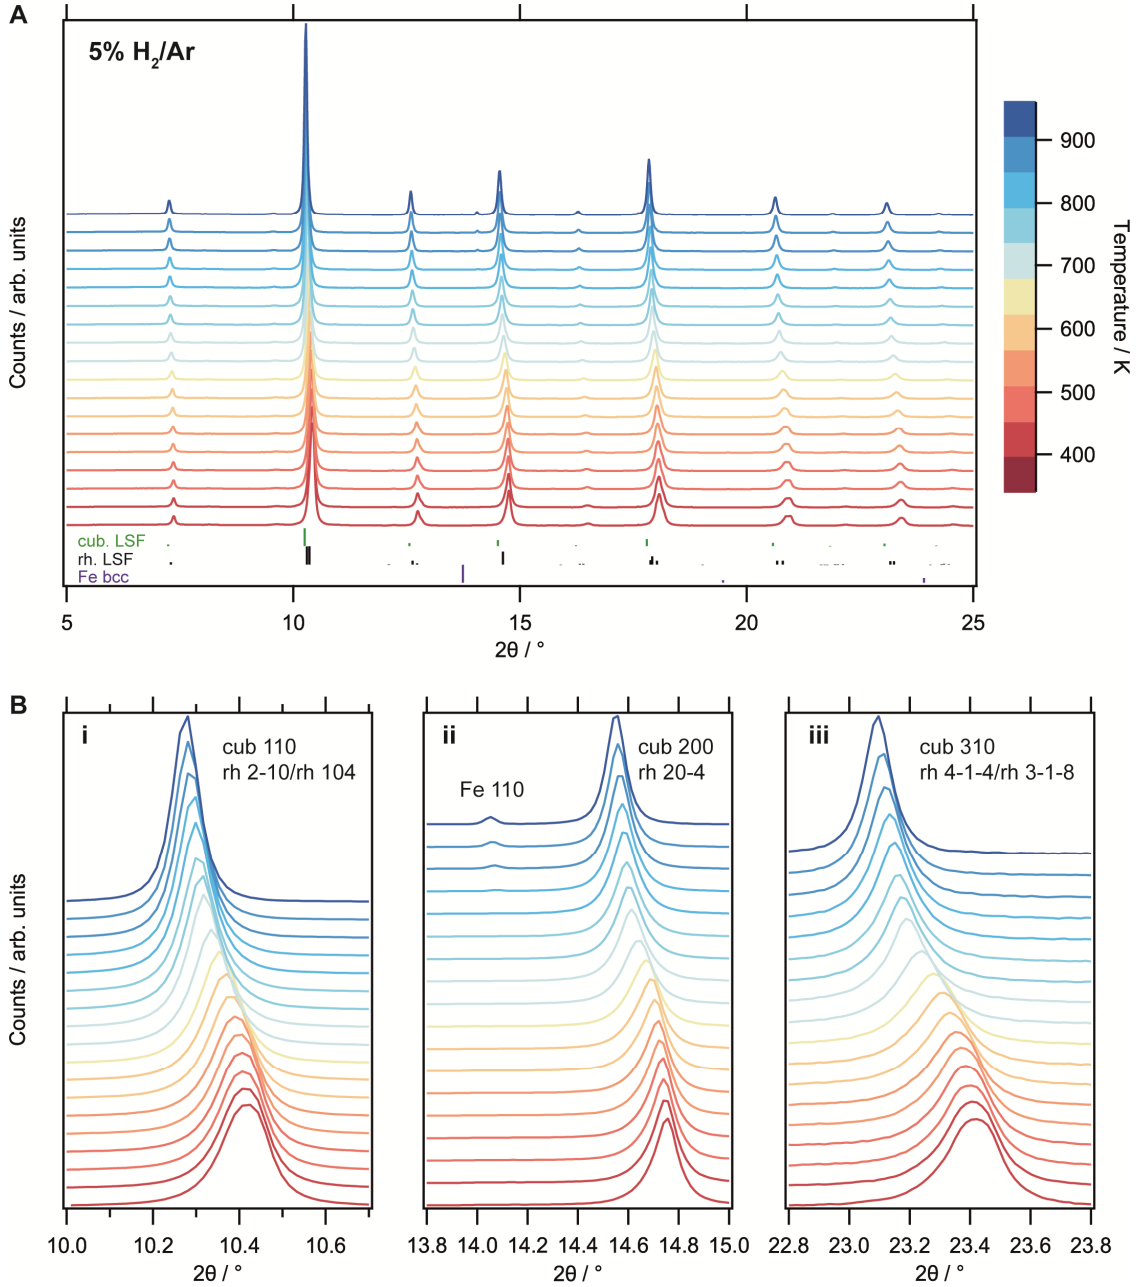 A
5% H2/Ar
Counts / arb. units
cub. LSF
rh. LSF
Fe bcc
5
10
15
20
25
2θ / °
900
800
700
600
500
400
Temperature / K
B
i
cub 110
rh 2-10/rh 104
Counts / arb. units
10.0
10.2
10.4
10.6
2θ / °
ii
cub 200
rh 20-4
Fe 110
13.8
14.0
14.2
14.4
14.6
14.8
15.0
2θ / °
iii
cub 310
rh 4-1-4/rh 3-1-8
22.8
23.0
23.2
23.4
23.6
23.8
2θ / °